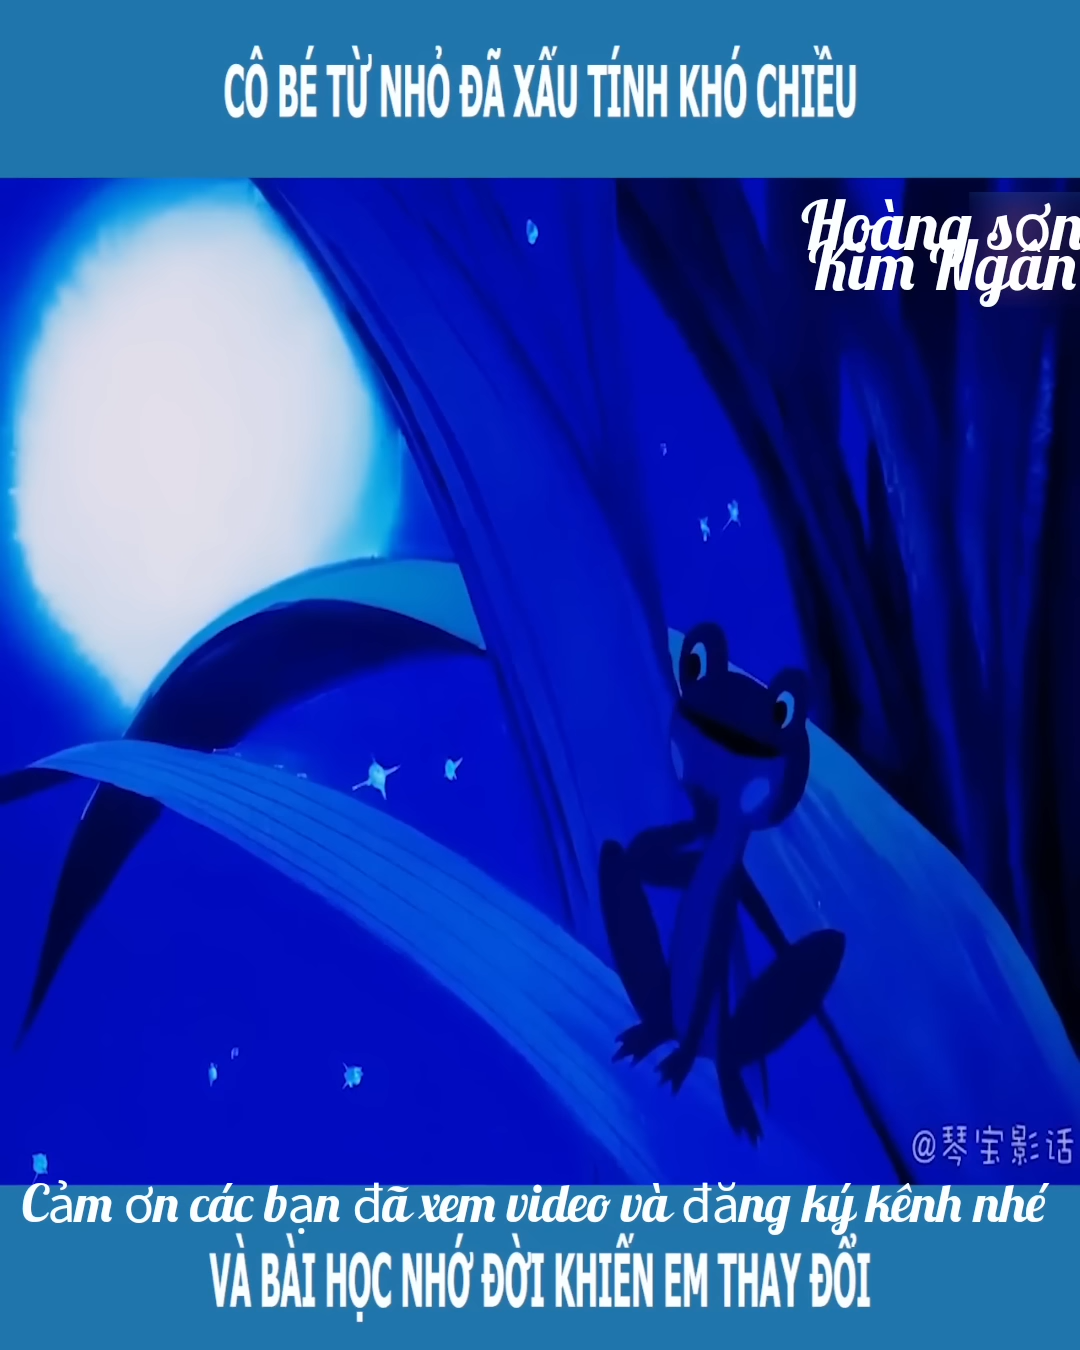 CÔ BÉ TỪ NHỎ ĐÃ XẤU TÍNH KHÓ CHIỀU
Hoàng sơn
Kim Ngân
@琴宝影话
Cảm ơn các bạn đã xem video và đăng ký kênh nhé
VÀ BÀI HỌC NHỚ ĐỜI KHIẾN EM THAY ĐỔI